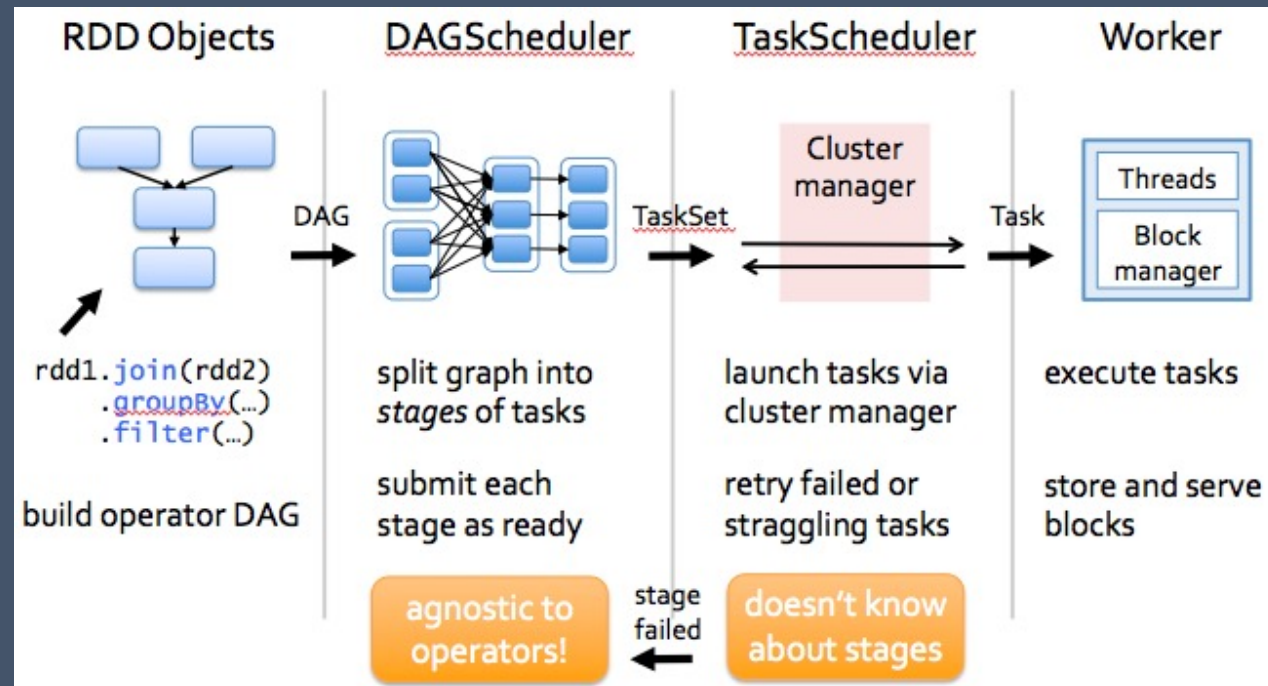 RDD Objects
DAGScheduler
TaskScheduler
Worker
DAG
TaskSet
Cluster
manager
Task
Threads
Block
manager
rdd1.join(rdd2)
.groupBy(…)
.filter(…)
build operator DAG
split graph into
stages of tasks
submit each
stage as ready
launch tasks via
cluster manager
retry failed or
straggling tasks
execute tasks
store and serve
blocks
agnostic to
operators!
stage
failed
doesn't know
about stages